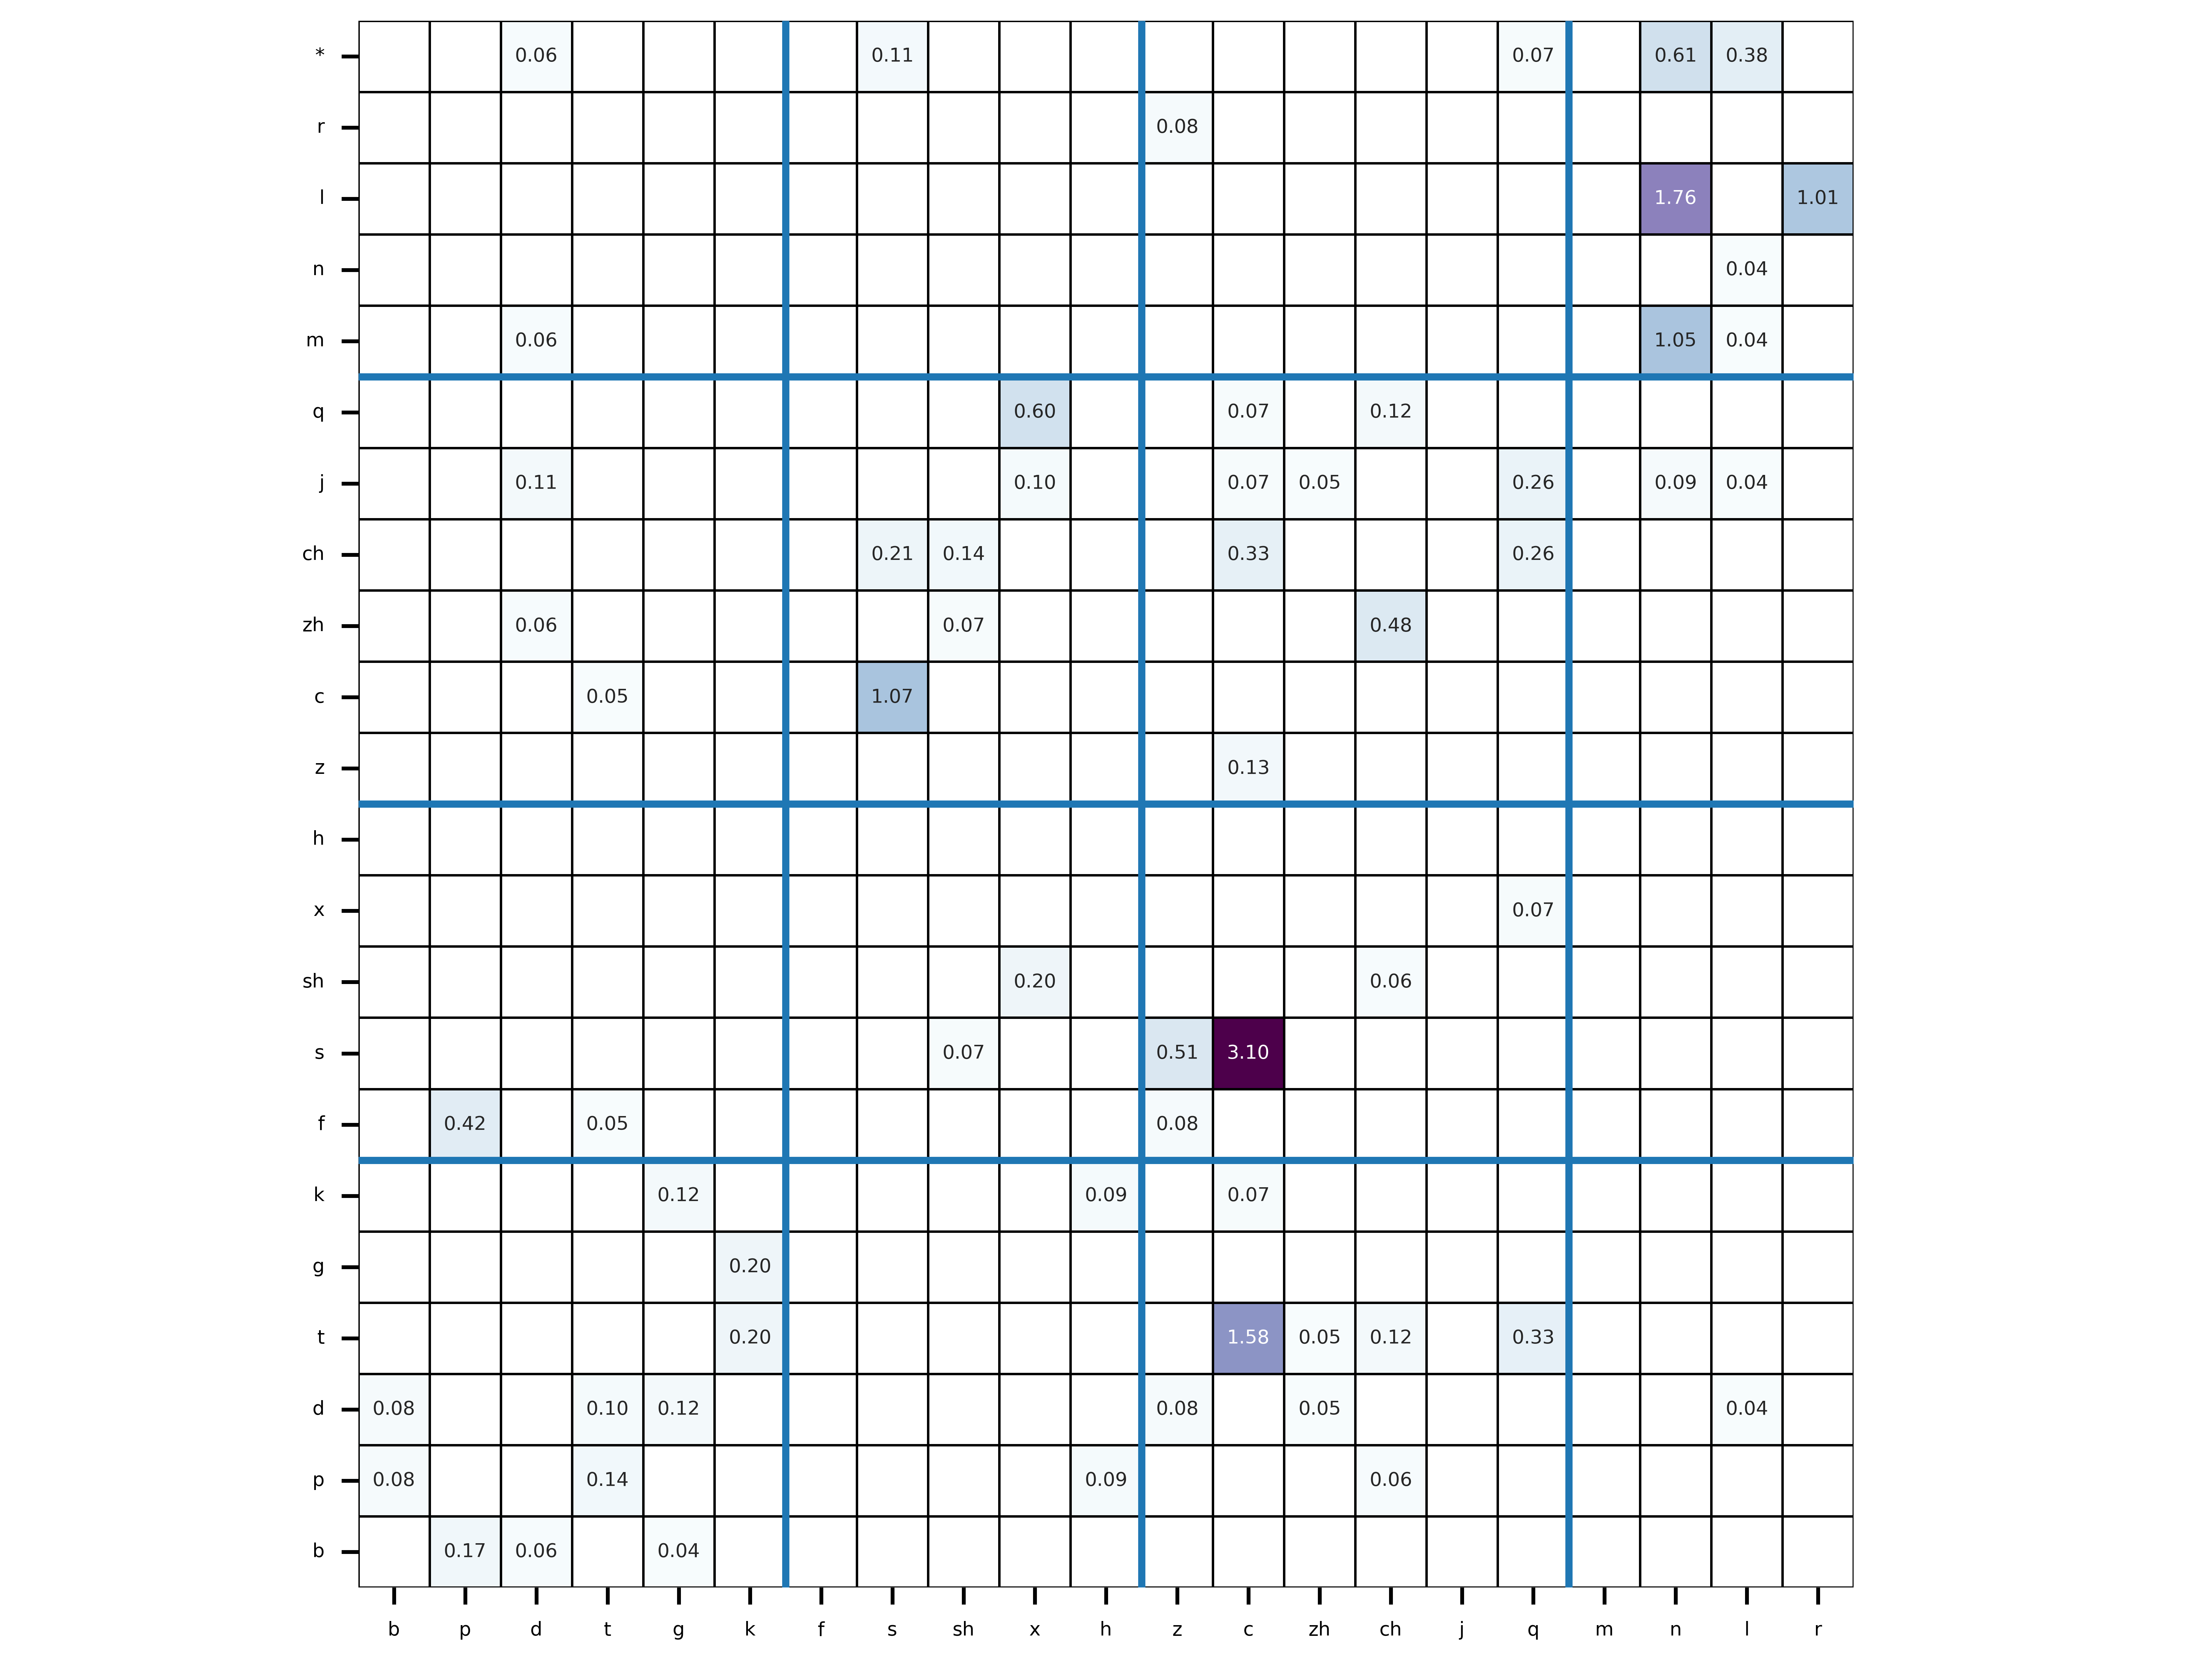 * 0.06 0.11 0.07 0.61 0.38
r 0.08
l 1.76 1.01
n 0.04
m 0.06 1.05 0.04
q 0.60 0.07 0.12
j 0.11 0.10 0.07 0.05 0.26 0.09 0.04
ch 0.21 0.14 0.33 0.26
zh 0.06 0.07 0.48
c 0.05 1.07
z 0.13
h
x 0.07
sh 0.20 0.06
s 0.07 0.51 3.10
f 0.42 0.05 0.08
k 0.12 0.09 0.07
g 0.20
t 0.20 1.58 0.05 0.12 0.33
d 0.08 0.10 0.12 0.08 0.05 0.04
p 0.08 0.14 0.09 0.06
b 0.17 0.06 0.04
b p d t g k f s sh x h z c zh ch j q m n l r